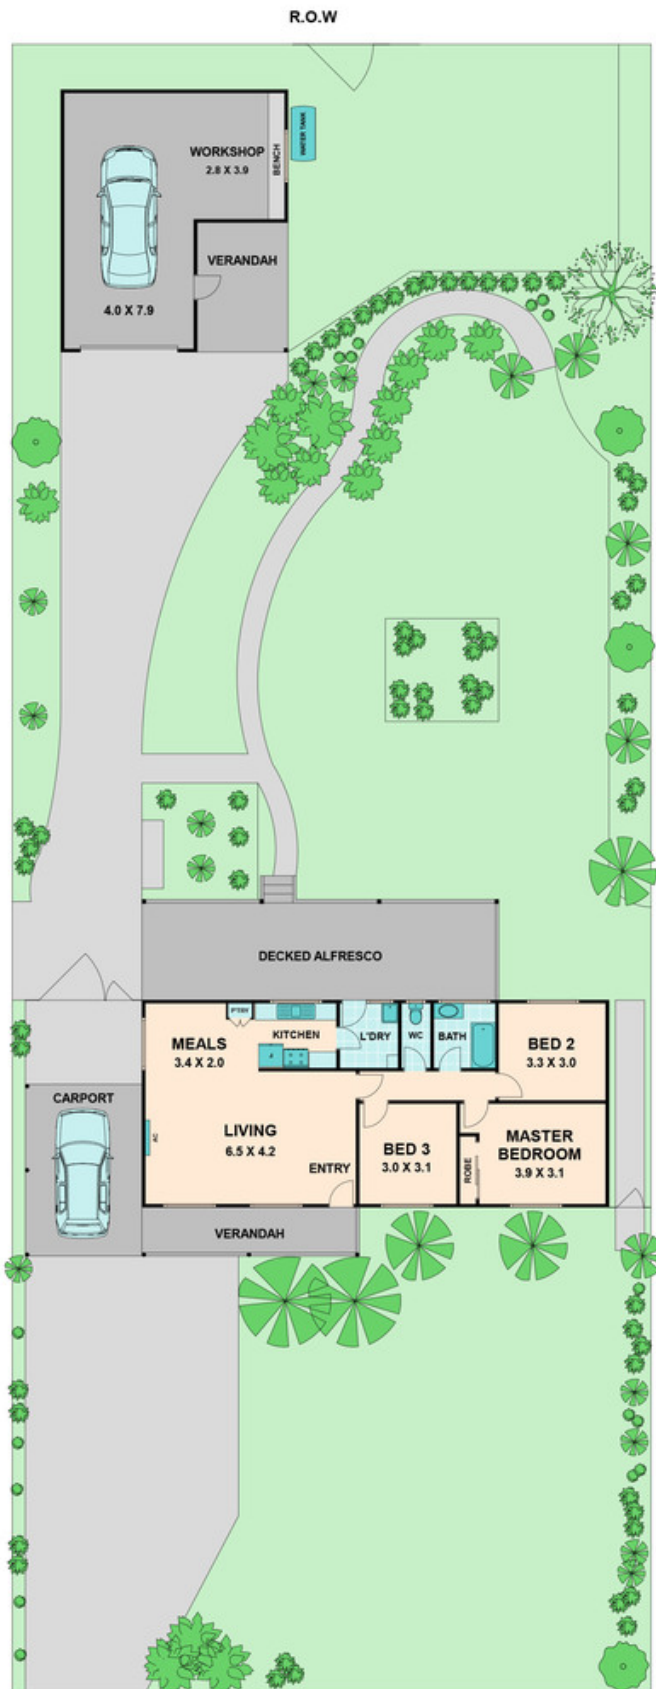 R.O.W
WATER TANK
WORKSHOP
2.8 X 3.9
BENCH
VERANDAH
4.0 X 7.9
DECKED ALFRESCO
P'TRY
MEALS
3.4 X 2.0
KITCHEN
L'DRY
WC
BATH
BED 2
3.3 X 3.0
F
CARPORT
AC
LIVING
6.5 X 4.2
ENTRY
BED 3
3.0 X 3.1
ROBE
MASTER
BEDROOM
3.9 X 3.1
VERANDAH